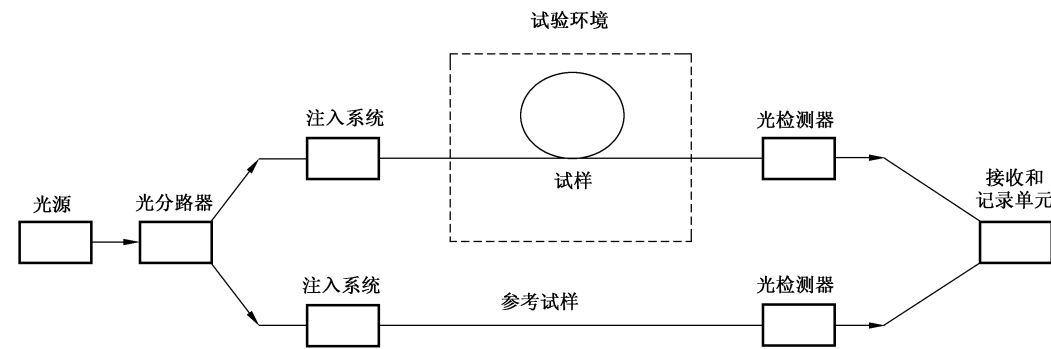 试验环境
注入系统
光检测器
试样
接收和
记录单元
光源
光分路器
注入系统
参考试样
光检测器